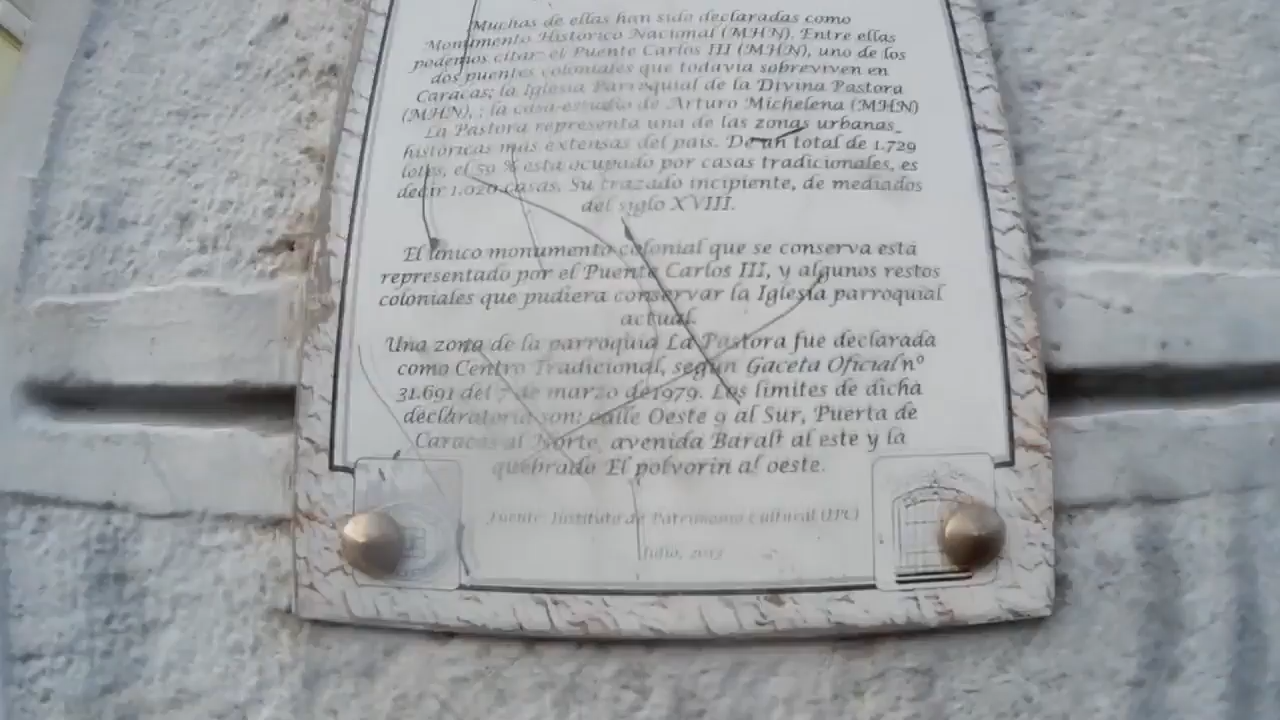 Muchas de ellas han sido declaradas como
Monumento Histórico Nacional (MHN). Entre ellas
podemos citar: el Puente Carlos III (MHN), uno de los
dos puentes coloniales que todavía sobreviven en
Caracas; la Iglesia Parroquial de la Divina Pastora
(MHN), ; la casa-estudio de Arturo Michelena (MHN)
La Pastora representa una de las zonas urbanas
históricas más extensas del país. De un total de 1.729
lotes, el 59 % está ocupado por casas tradicionales, es
decir 1.020 casas. Su trazado incipiente, de mediados
del siglo XVIII.
El único monumento colonial que se conserva está
representado por el Puente Carlos III, y algunos restos
coloniales que pudiera conservar la Iglesia parroquial
actual.
Una zona de la parroquia La Pastora fue declarada
como Centro Tradicional, según Gaceta Oficial nº
31.691 del 7 de marzo de 1979. Los límites de dicha
declaratoria son: calle Oeste 9 al Sur, Puerta de
Caracas al Norte, avenida Baralt al este y la
quebrada El polvorín al oeste.
Fuente: Instituto de Patrimonio Cultural (IPC)
Julio, 2013